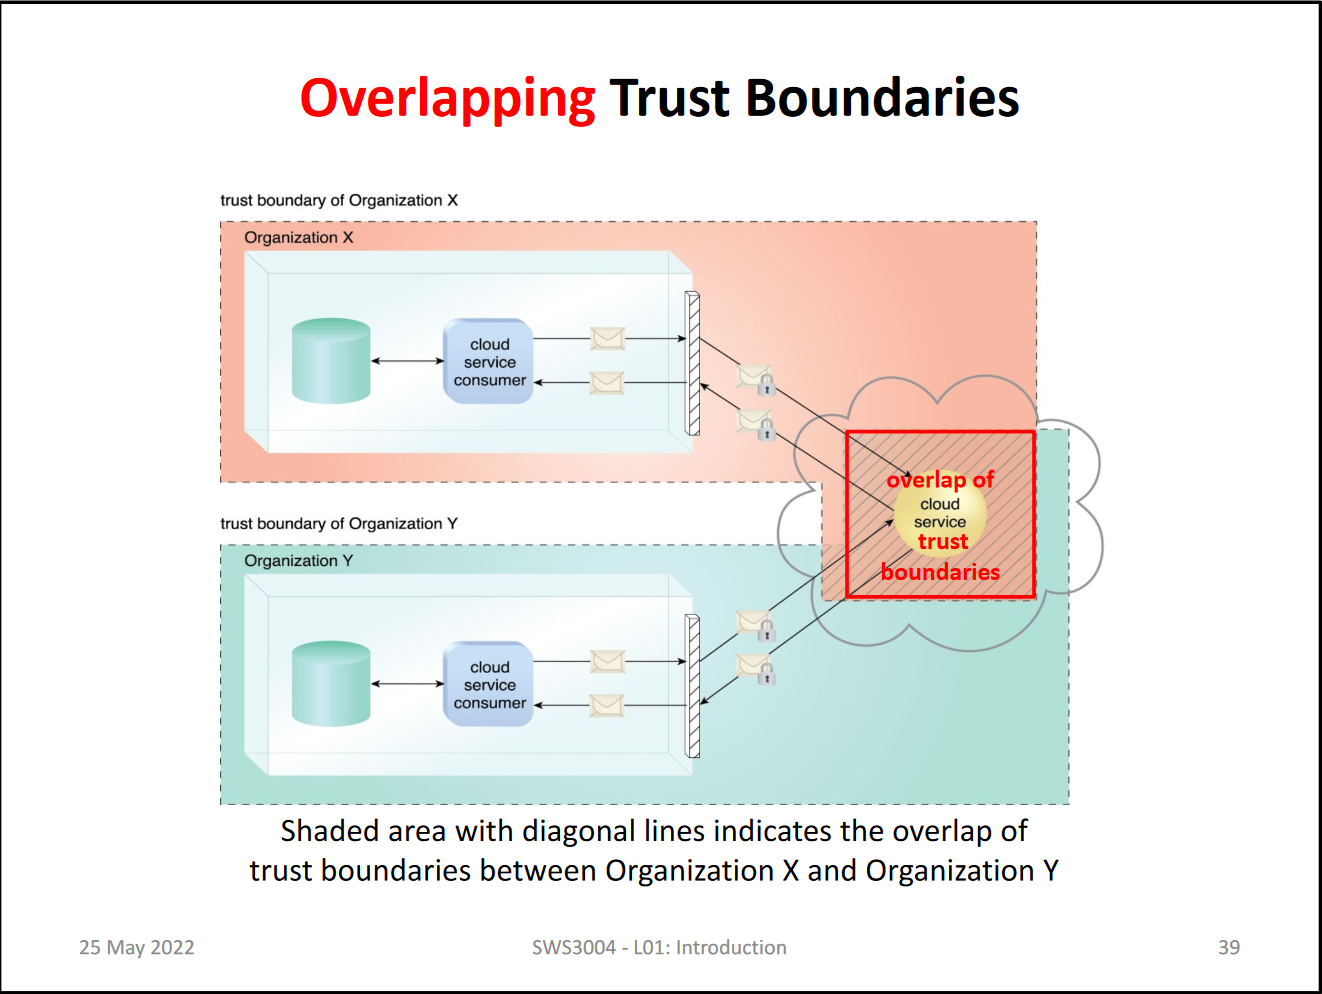 Overlapping Trust Boundaries
trust boundary of Organization X
Organization X
cloud
service
consumer
overlap of
cloud
service
trust
boundaries
trust boundary of Organization Y
Organization Y
cloud
service
consumer
Shaded area with diagonal lines indicates the overlap of
trust boundaries between Organization X and Organization Y
25 May 2022
SWS3004 - L01: Introduction
39